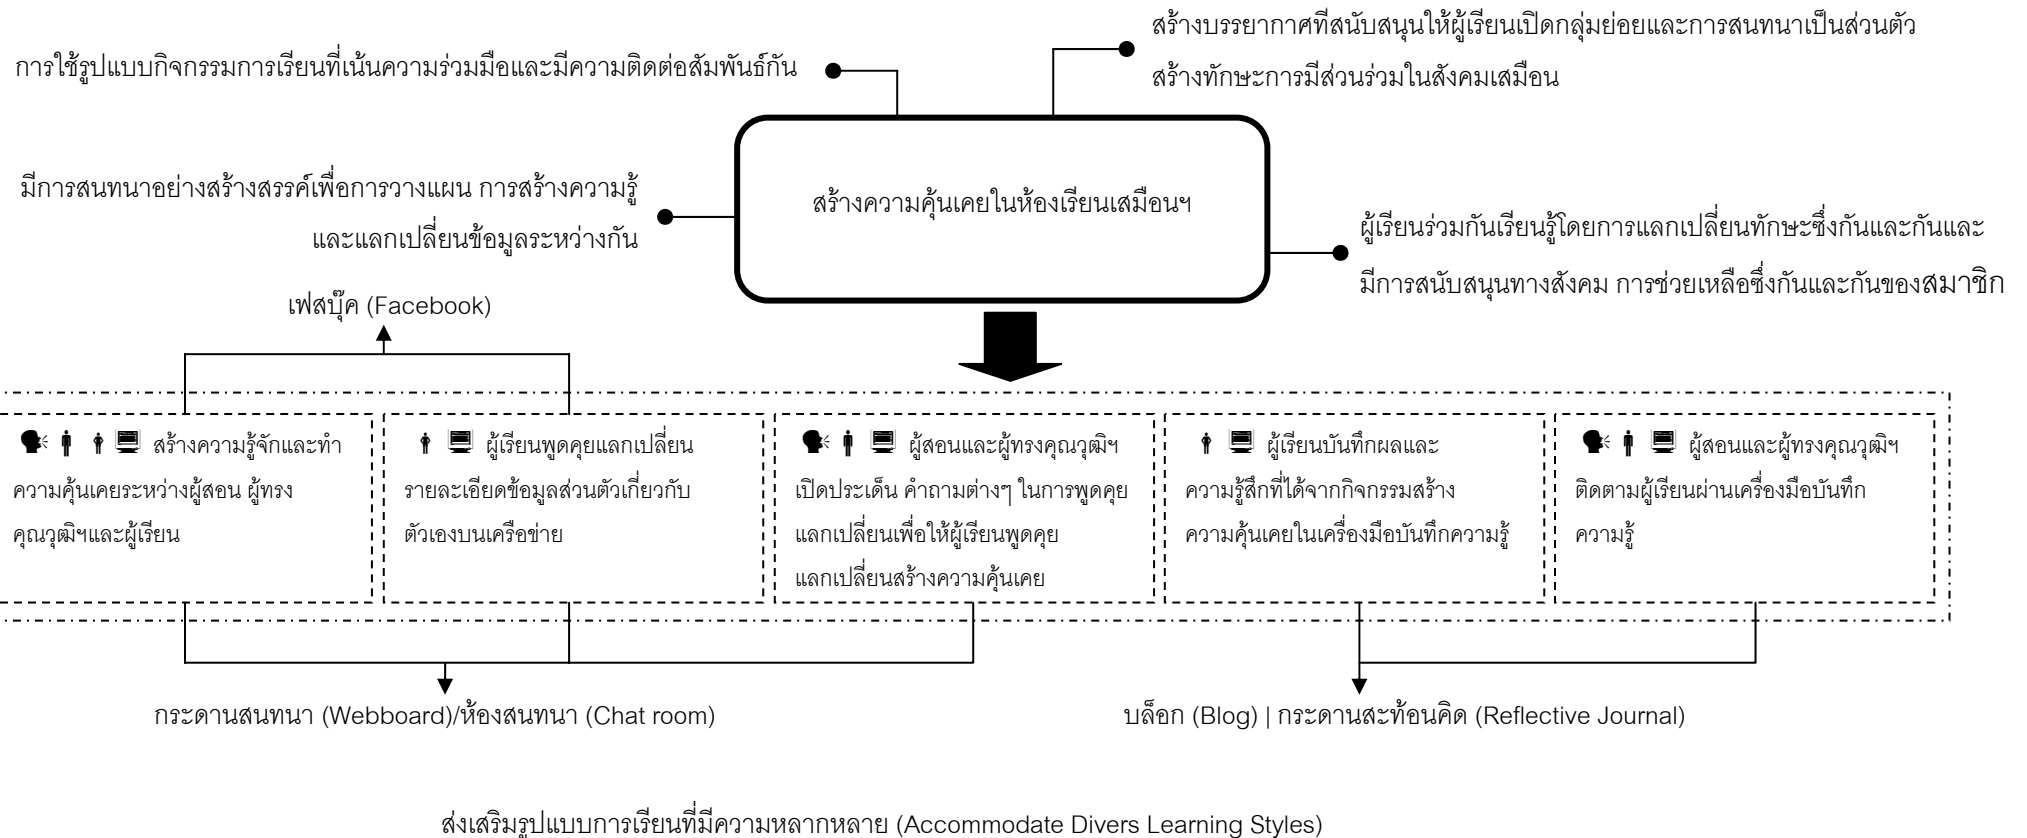 สร้างบรรยากาศที่สนับสนุนให้ผู้เรียนเปิดกลุ่มย่อยและการสนทนาเป็นส่วนตัว
สร้างทักษะการมีส่วนร่วมในสังคมเสมือน
การใช้รูปแบบกิจกรรมการเรียนที่เน้นความร่วมมือและมีความติดต่อสัมพันธ์กัน
มีการสนทนาอย่างสร้างสรรค์เพื่อการวางแผน การสร้างความรู้
และแลกเปลี่ยนข้อมูลระหว่างกัน
สร้างความคุ้นเคยในห้องเรียนเสมือนฯ
ผู้เรียนร่วมกันเรียนรู้โดยการแลกเปลี่ยนทักษะซึ่งกันและกันและ
มีการสนับสนุนทางสังคม การช่วยเหลือซึ่งกันและกันของสมาชิก
เฟสบุ๊ค (Facebook)
สร้างความรู้จักและทำ
ความคุ้นเคยระหว่างผู้สอน ผู้ทรง
คุณวุฒิฯและผู้เรียน
ผู้เรียนพูดคุยแลกเปลี่ยน
รายละเอียดข้อมูลส่วนตัวเกี่ยวกับ
ตัวเองบนเครือข่าย
ผู้สอนและผู้ทรงคุณวุฒิฯ
เปิดประเด็น คำถามต่างๆ ในการพูดคุย
แลกเปลี่ยนเพื่อให้ผู้เรียนพูดคุย
แลกเปลี่ยนสร้างความคุ้นเคย
ผู้เรียนบันทึกผลและ
ความรู้สึกที่ได้จากกิจกรรมสร้าง
ความคุ้นเคยในเครื่องมือบันทึกความรู้
ผู้สอนและผู้ทรงคุณวุฒิฯ
ติดตามผู้เรียนผ่านเครื่องมือบันทึก
ความรู้
กระดานสนทนา (Webboard)/ห้องสนทนา (Chat room)
บล็อก (Blog) | กระดานสะท้อนคิด (Reflective Journal)
ส่งเสริมรูปแบบการเรียนที่มีความหลากหลาย (Accommodate Divers Learning Styles)